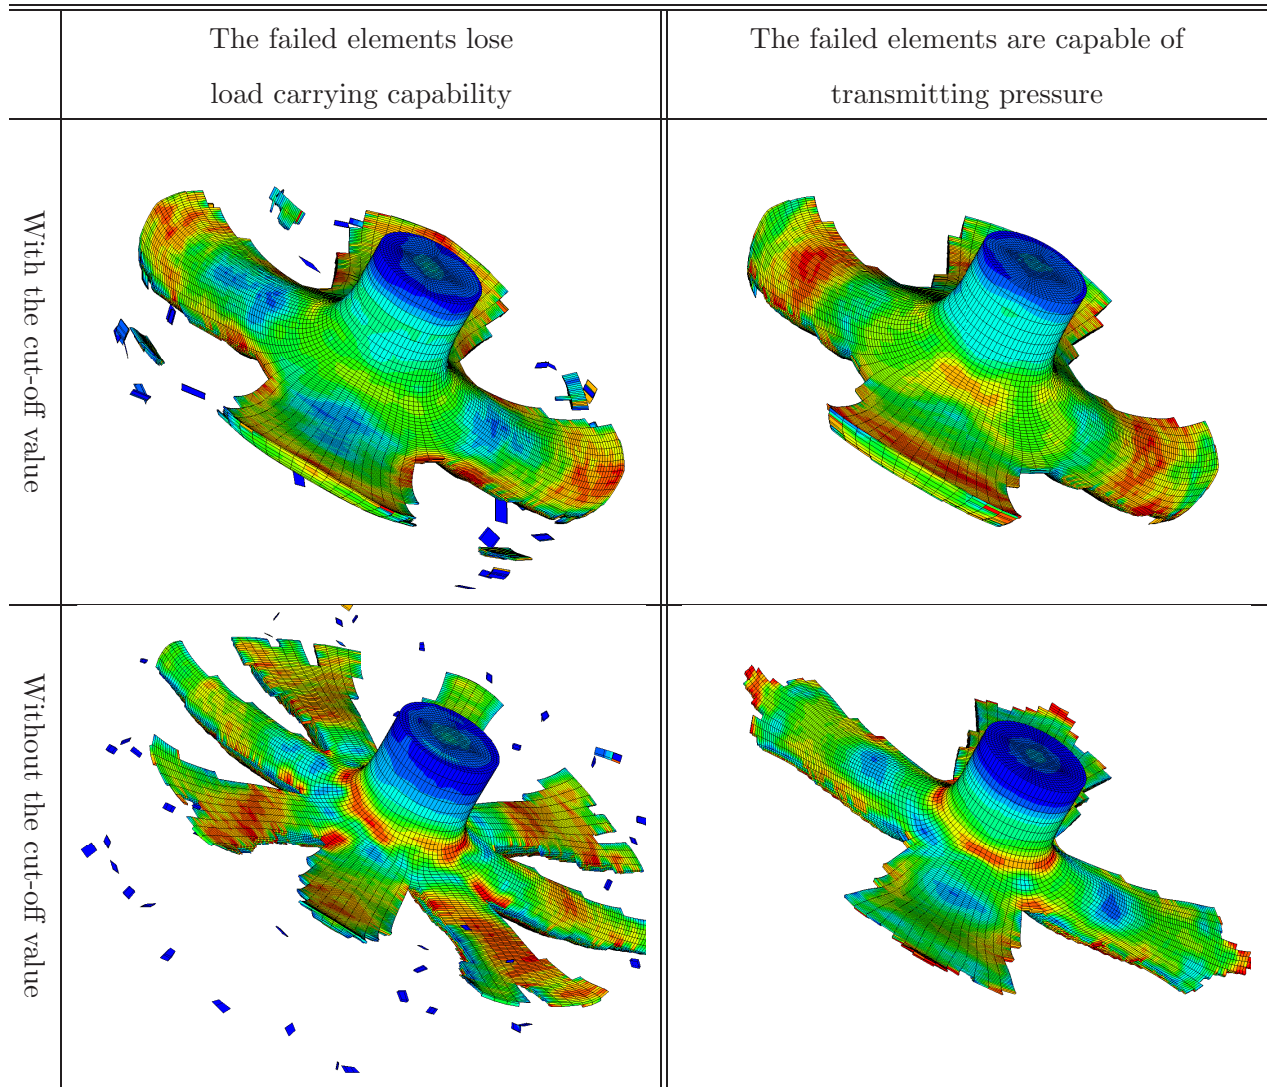 The failed elements lose
load carrying capability
The failed elements are capable of
transmitting pressure
With the cut-off value
Without the cut-off value